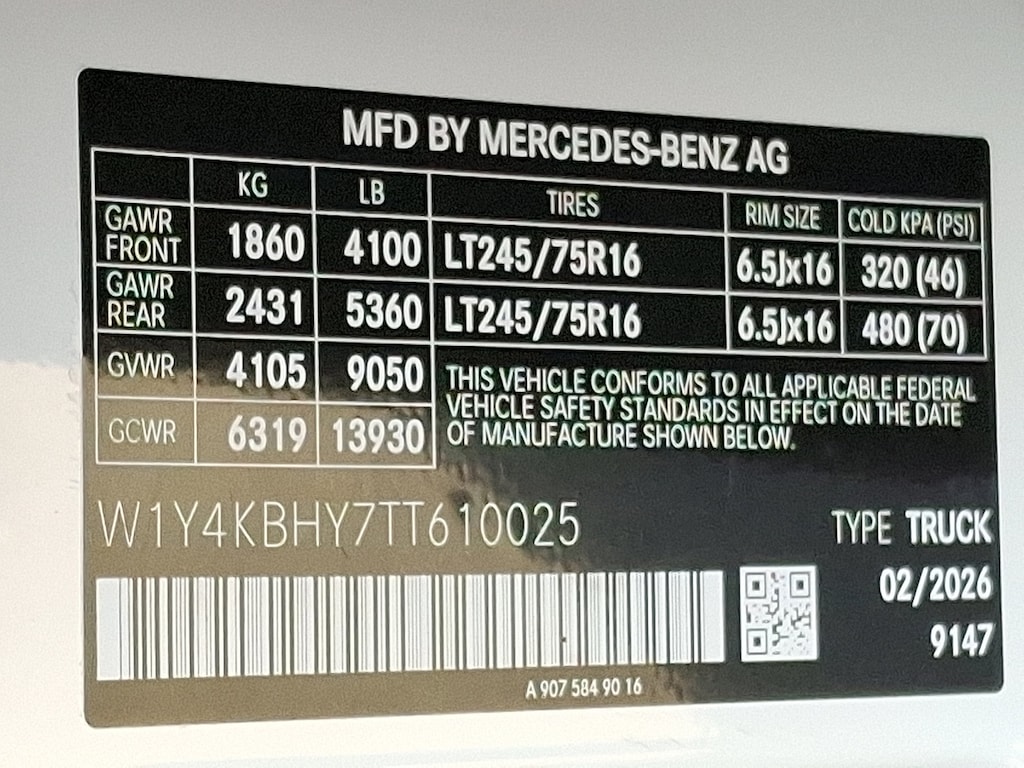 MFD BY MERCEDES-BENZ AG
KG LB TIRES RIM SIZE COLD KPA (PSI)
GAWR FRONT 1860 4100 LT245/75R16 6.5Jx16 320 (46)
GAWR REAR 2431 5360 LT245/75R16 6.5Jx16 480 (70)
GVWR 4105 9050
GCWR 6319 13930
THIS VEHICLE CONFORMS TO ALL APPLICABLE FEDERAL
VEHICLE SAFETY STANDARDS IN EFFECT ON THE DATE
OF MANUFACTURE SHOWN BELOW.
W1Y4KBHY7TT610025
TYPE TRUCK
02/2026
9147
A 907 584 90 16